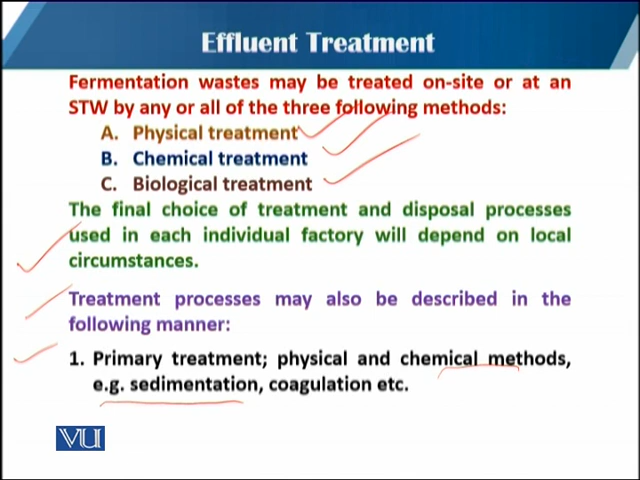 Effluent Treatment
Fermentation wastes may be treated on-site or at an
STW by any or all of the three following methods:
A. Physical treatment
B. Chemical treatment
C. Biological treatment
The final choice of treatment and disposal processes
used in each individual factory will depend on local
circumstances.
Treatment processes may also be described in the
following manner:
1. Primary treatment; physical and chemical methods,
e.g. sedimentation, coagulation etc.
VU